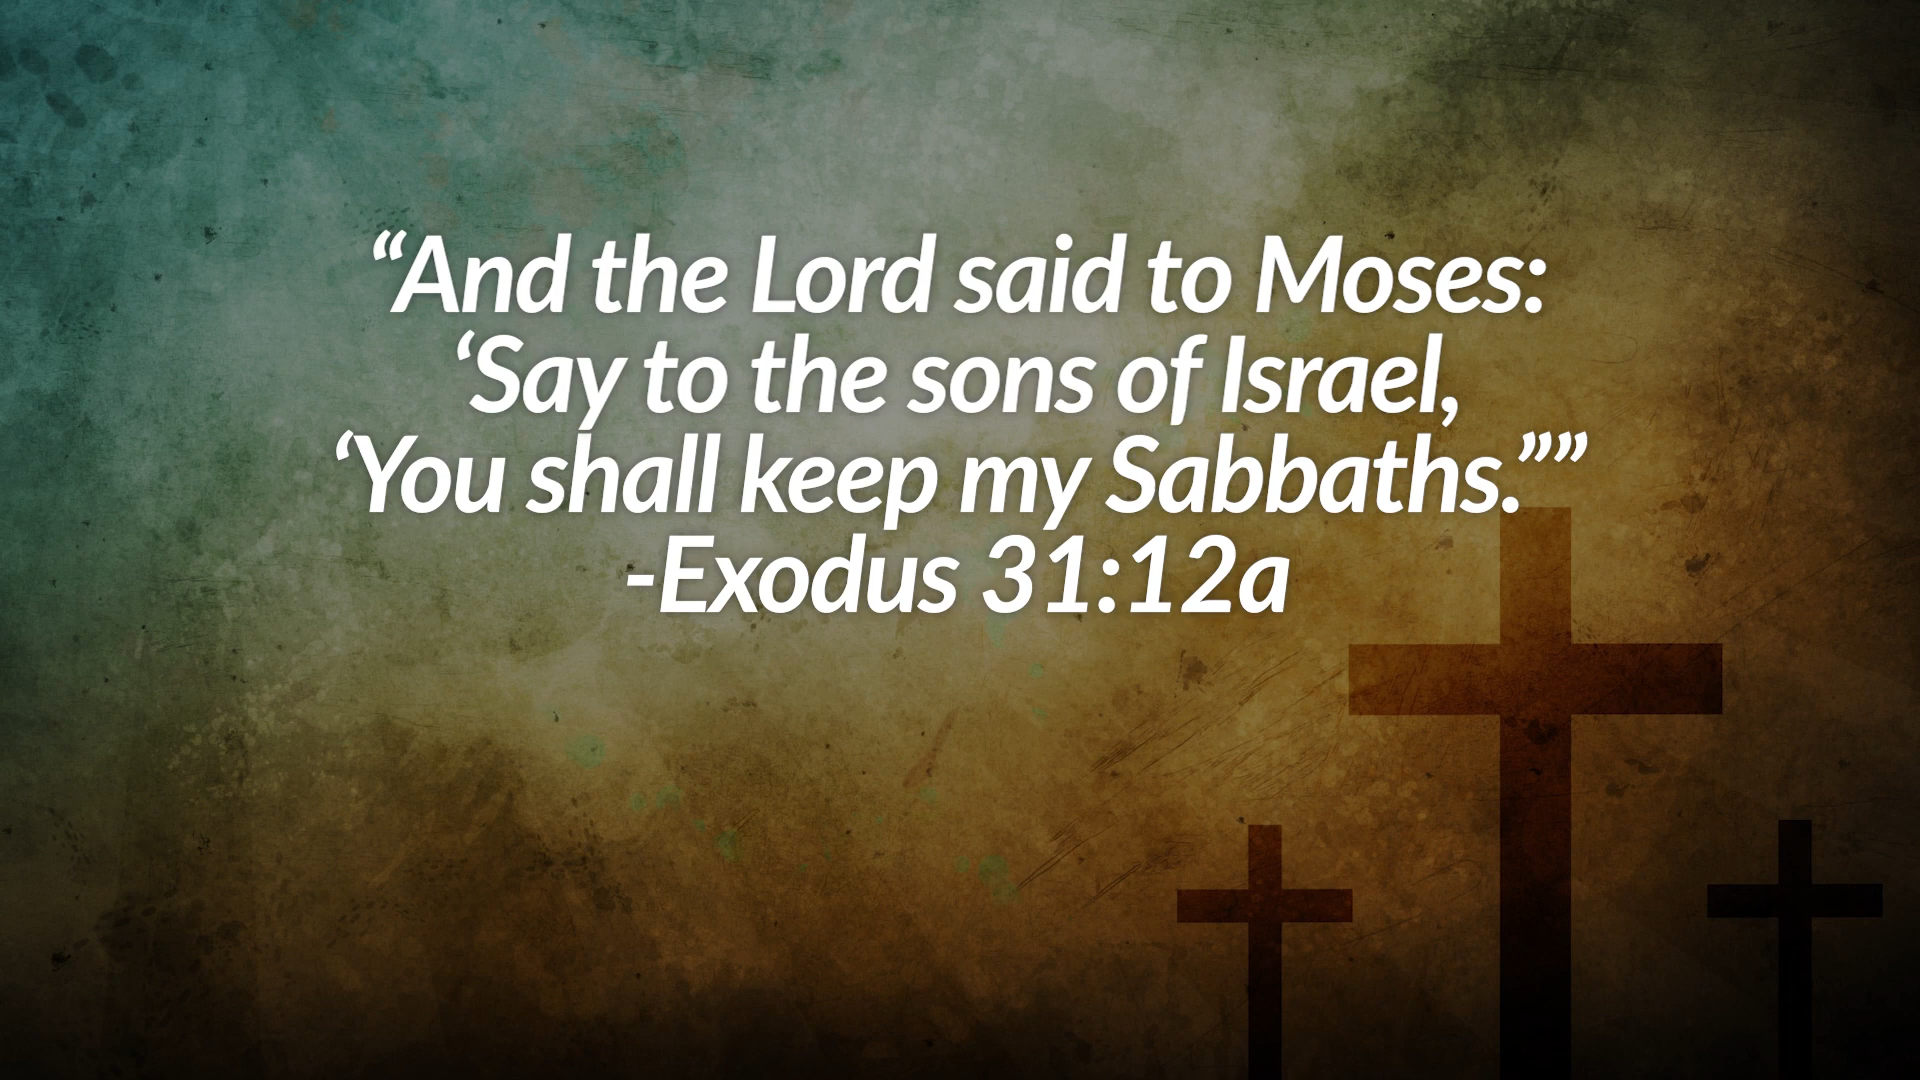 “And the Lord said to Moses:
‘Say to the sons of Israel,
‘You shall keep my Sabbaths.””
-Exodus 31:12a